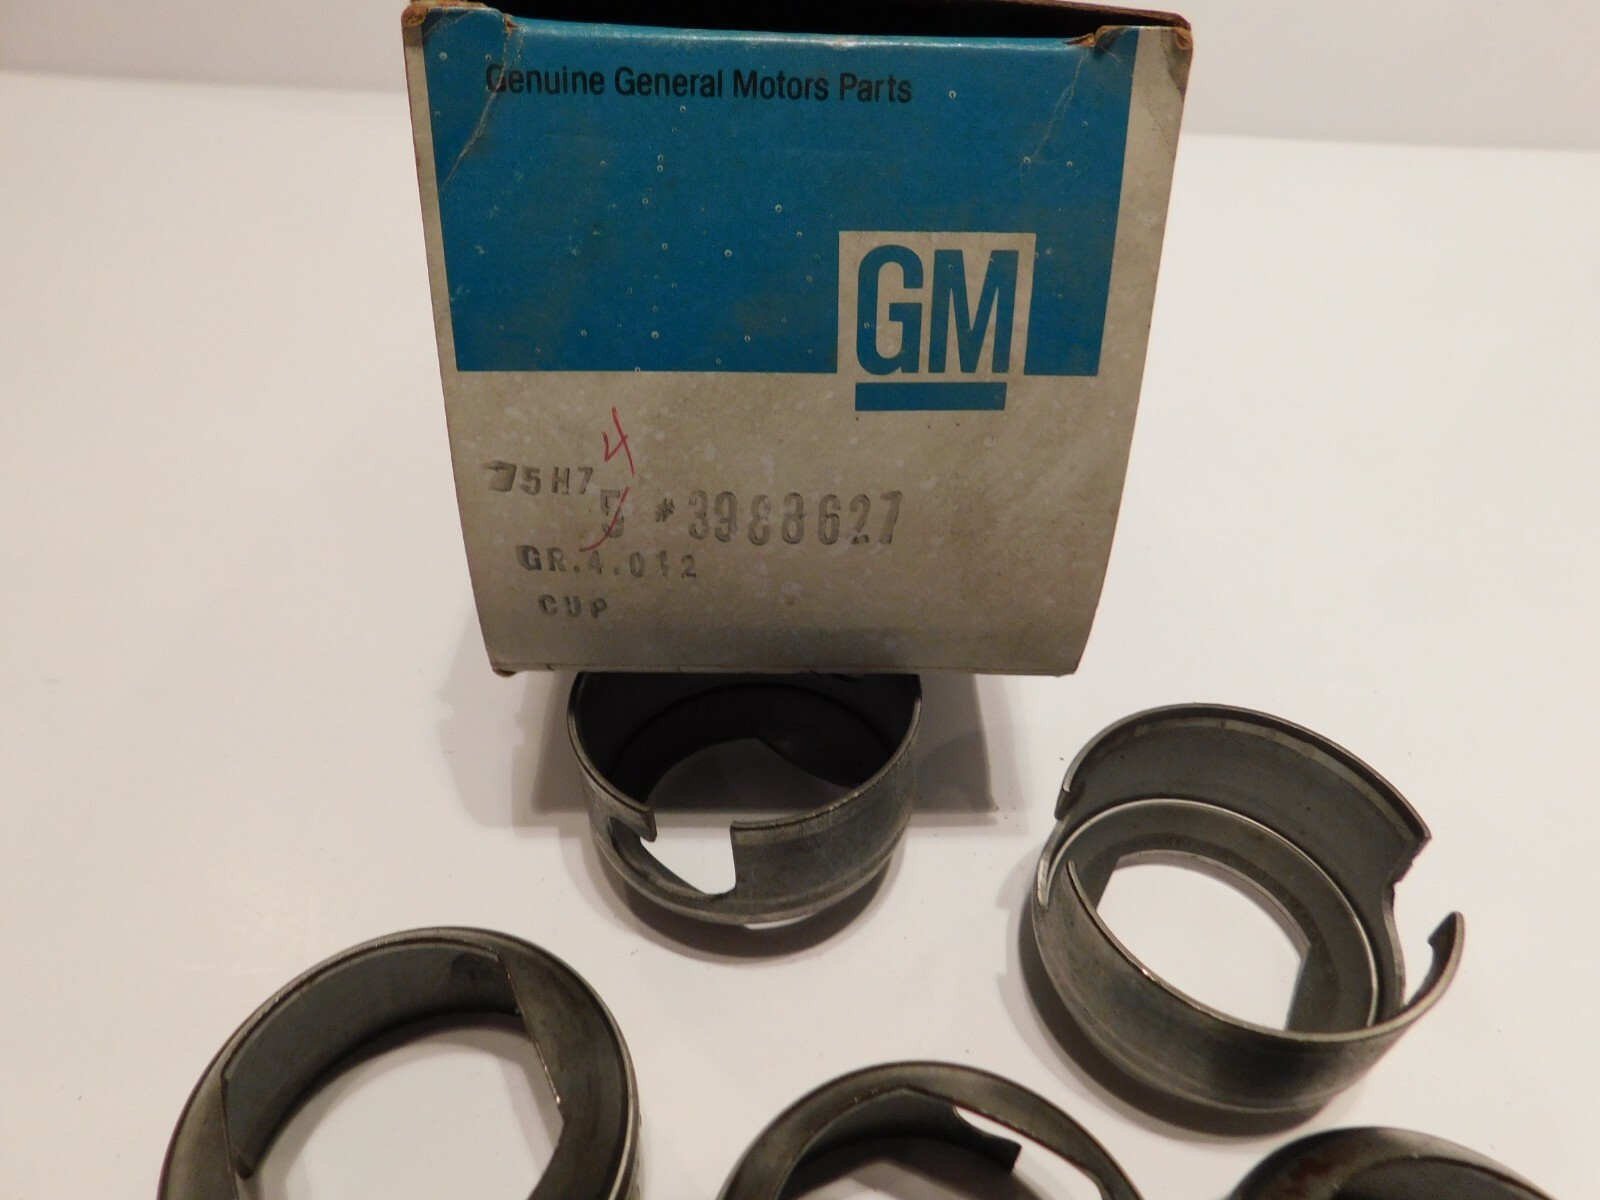 Genuine General Motors Parts
GM
4
75H7
5 # 3988627
GR.4.012
CUP